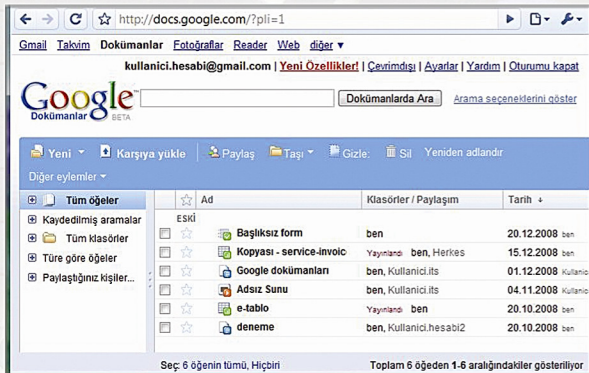 http://docs.google.com/?pli=1
Gmail Takvim Dokümanlar Fotoğraflar Reader Web diğer ▼
kullanici.hesabi@gmail.com | Yeni Özellikler! | Çevrimdışı | Ayarlar | Yardım | Oturumu kapat
Google Dokümanlar BETA
Dokümanlarda Ara Arama seçeneklerini göster
Yeni Karşıya yükle Paylaş Taşı Gizle: Sil Yeniden adlandır
Diğer eylemler
Tüm öğeler
Kaydedilmiş aramalar
Tüm klasörler
Türe göre öğeler
Paylaştığınız kişiler...
Ad Klasörler / Paylaşım Tarih
ESKİ
Başlıksız form ben 20.12.2008 ben
Kopyası - service-invoic Yayınlandı ben, Herkes 15.12.2008 ben
Google dokümanları ben, Kullanici.its 01.12.2008 Kullanic
Adsız Sunu ben, Kullanici.its 04.11.2008 Kullanic
e-tablo Yayınlandı ben 20.10.2008 ben
deneme ben, Kullanici.hesabi2 20.10.2008 ben
Seç: 6 öğenin tümü, Hiçbiri Toplam 6 öğeden 1-6 aralığındakiler gösteriliyor